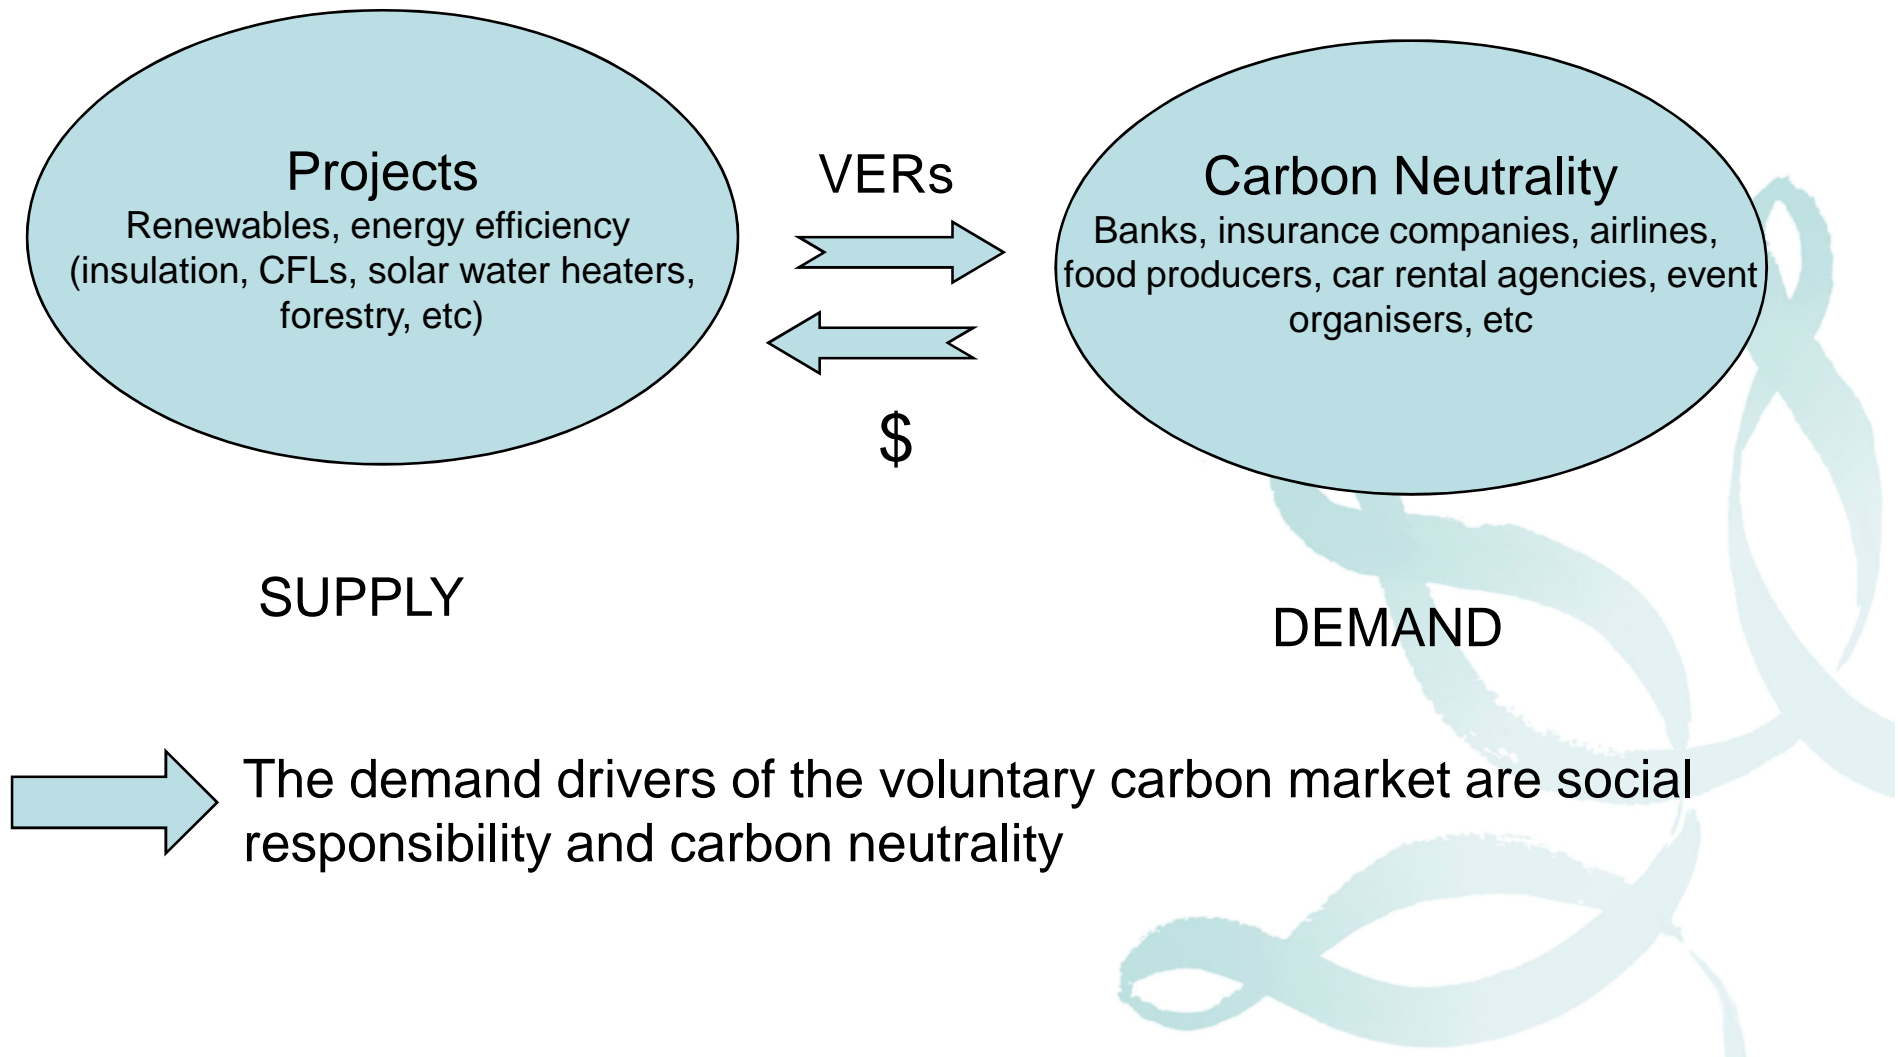 Projects
Renewables, energy efficiency
(insulation, CFLs, solar water heaters,
forestry, etc)
VERs
$
Carbon Neutrality
Banks, insurance companies, airlines,
food producers, car rental agencies, event
organisers, etc
SUPPLY
DEMAND
The demand drivers of the voluntary carbon market are social
responsibility and carbon neutrality